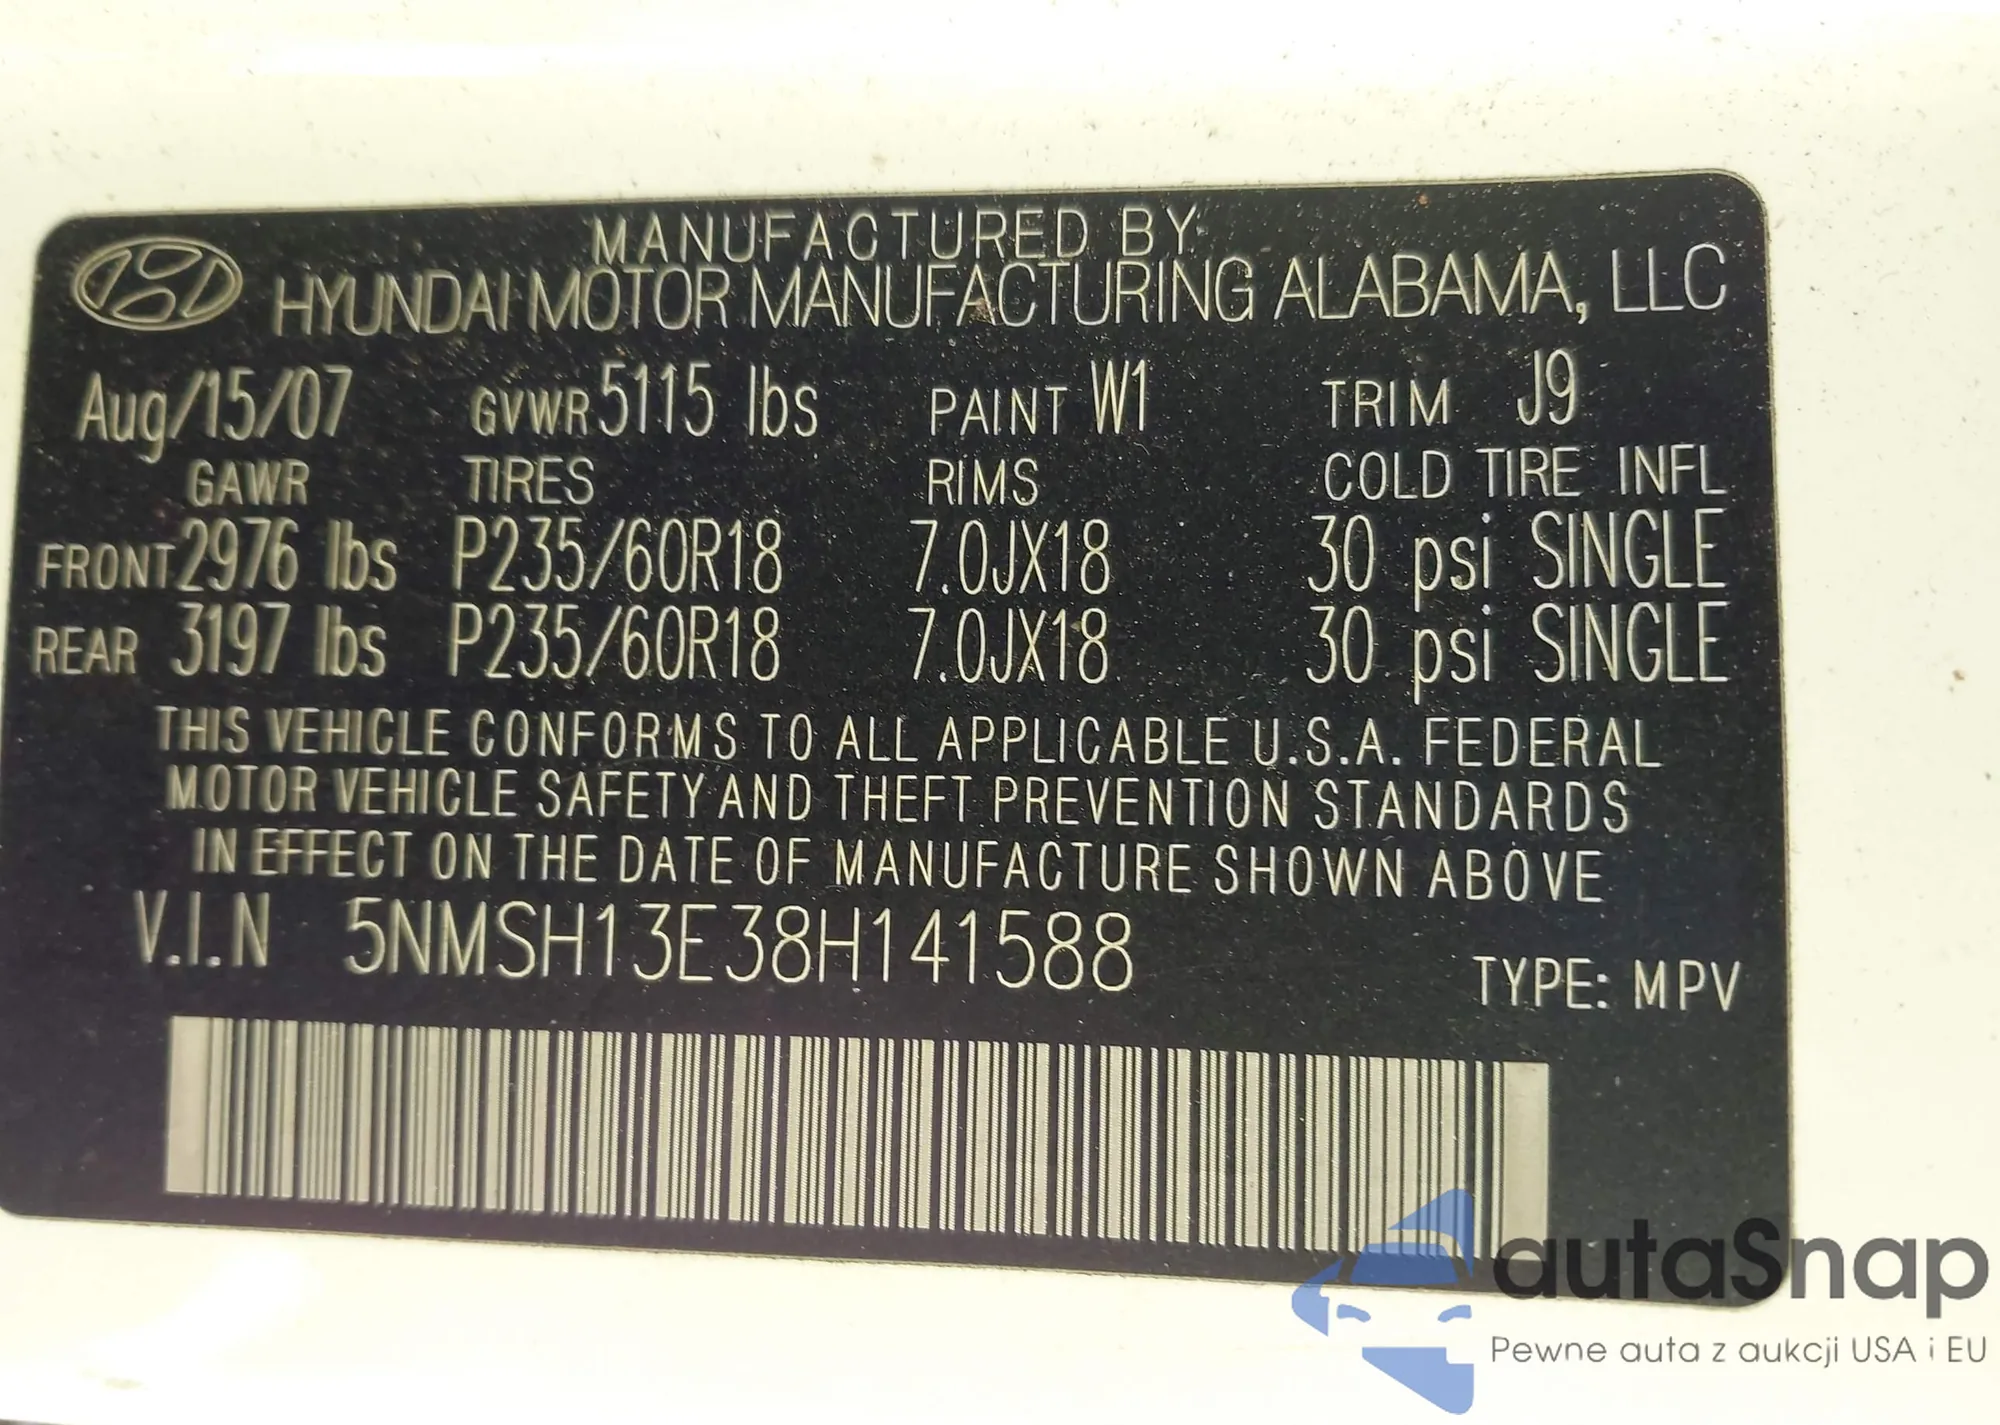 MANUFACTURED BY
HYUNDAI MOTOR MANUFACTURING ALABAMA, LLC
Aug/15/07 GVWR 5115 lbs PAINT W1 TRIM J9
GAWR TIRES RIMS COLD TIRE INFL
FRONT 2976 lbs P235/60R18 7.0JX18 30 psi SINGLE
REAR 3197 lbs P235/60R18 7.0JX18 30 psi SINGLE
THIS VEHICLE CONFORMS TO ALL APPLICABLE U.S.A. FEDERAL
MOTOR VEHICLE SAFETY AND THEFT PREVENTION STANDARDS
IN EFFECT ON THE DATE OF MANUFACTURE SHOWN ABOVE
V.I.N 5NMSH13E38H141588
TYPE: MPV
autaSnap
Pewne auta z aukcji USA i EU